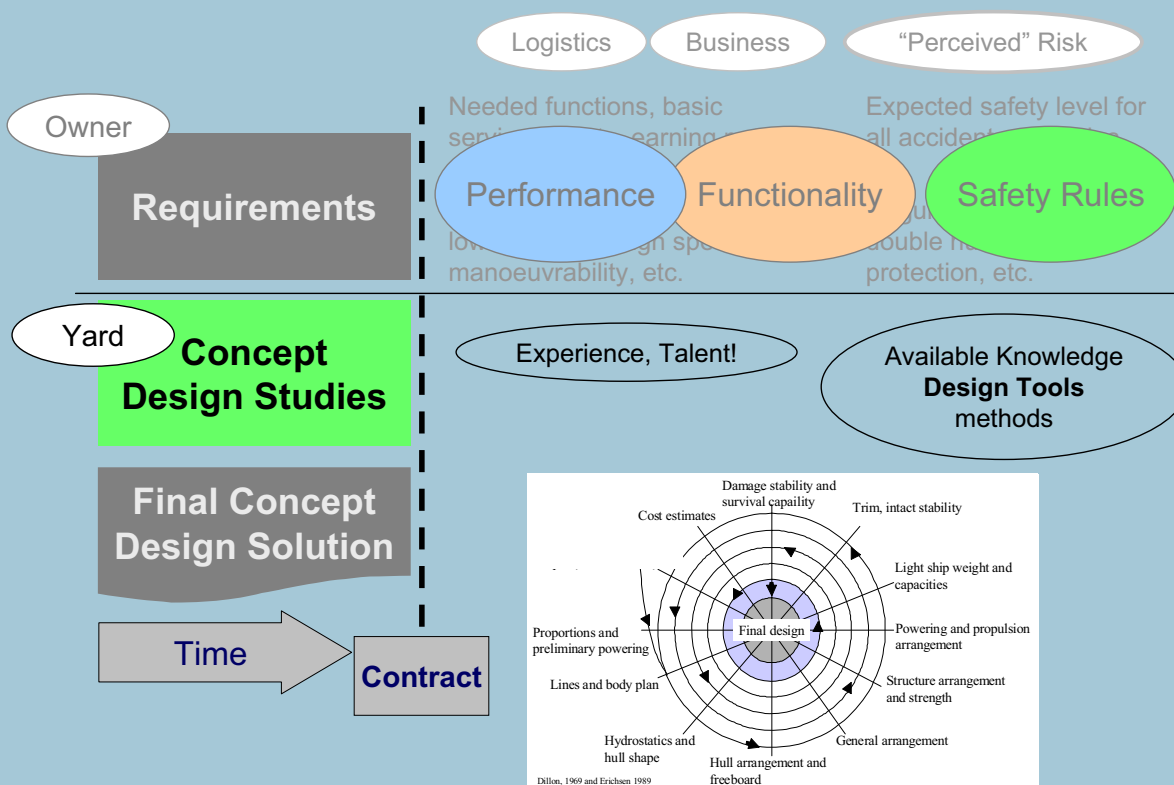 Logistics
Business
“Perceived” Risk
Owner
Needed functions, basic
earning
Expected safety level for
all
Requirements
Performance
Functionality
Safety Rules
manoeuvrability, etc.
double
protection, etc.
Yard
Concept
Design Studies
Experience, Talent!
Available Knowledge
Design Tools
methods
Final Concept
Design Solution
Time
Contract
Damage stability and
survival capaility
Cost estimates
Trim, intact stability
Light ship weight and
capacities
Final design
Proportions and
preliminary powering
Powering and propulsion
arrangement
Lines and body plan
Structure arrangement
and strength
Hydrostatics and
hull shape
General arrangement
Hull arrangement and
freeboard
Dillon, 1969 and Erichsen 1989